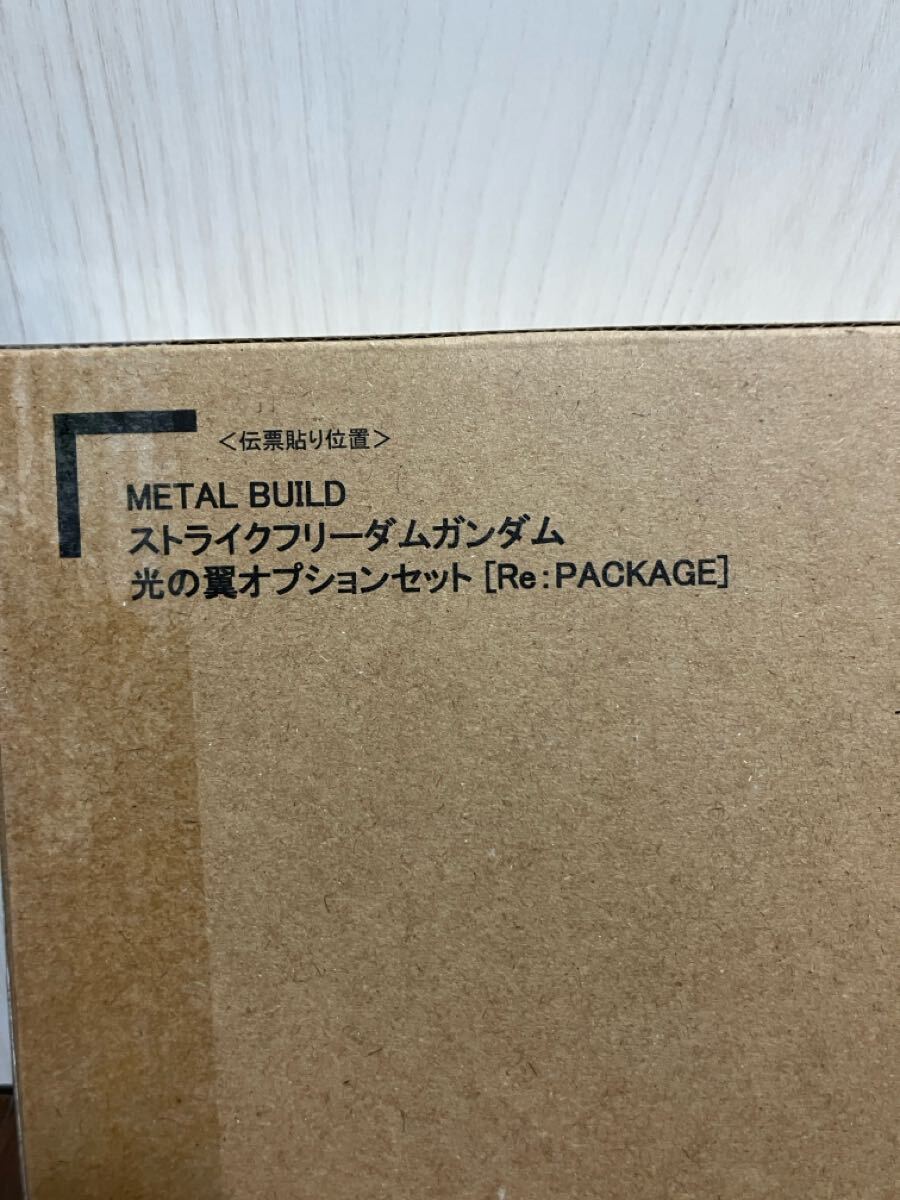 ＜伝票貼り位置＞
METAL BUILD
ストライクフリーダムガンダム
光の翼オプションセット [Re：PACKAGE]